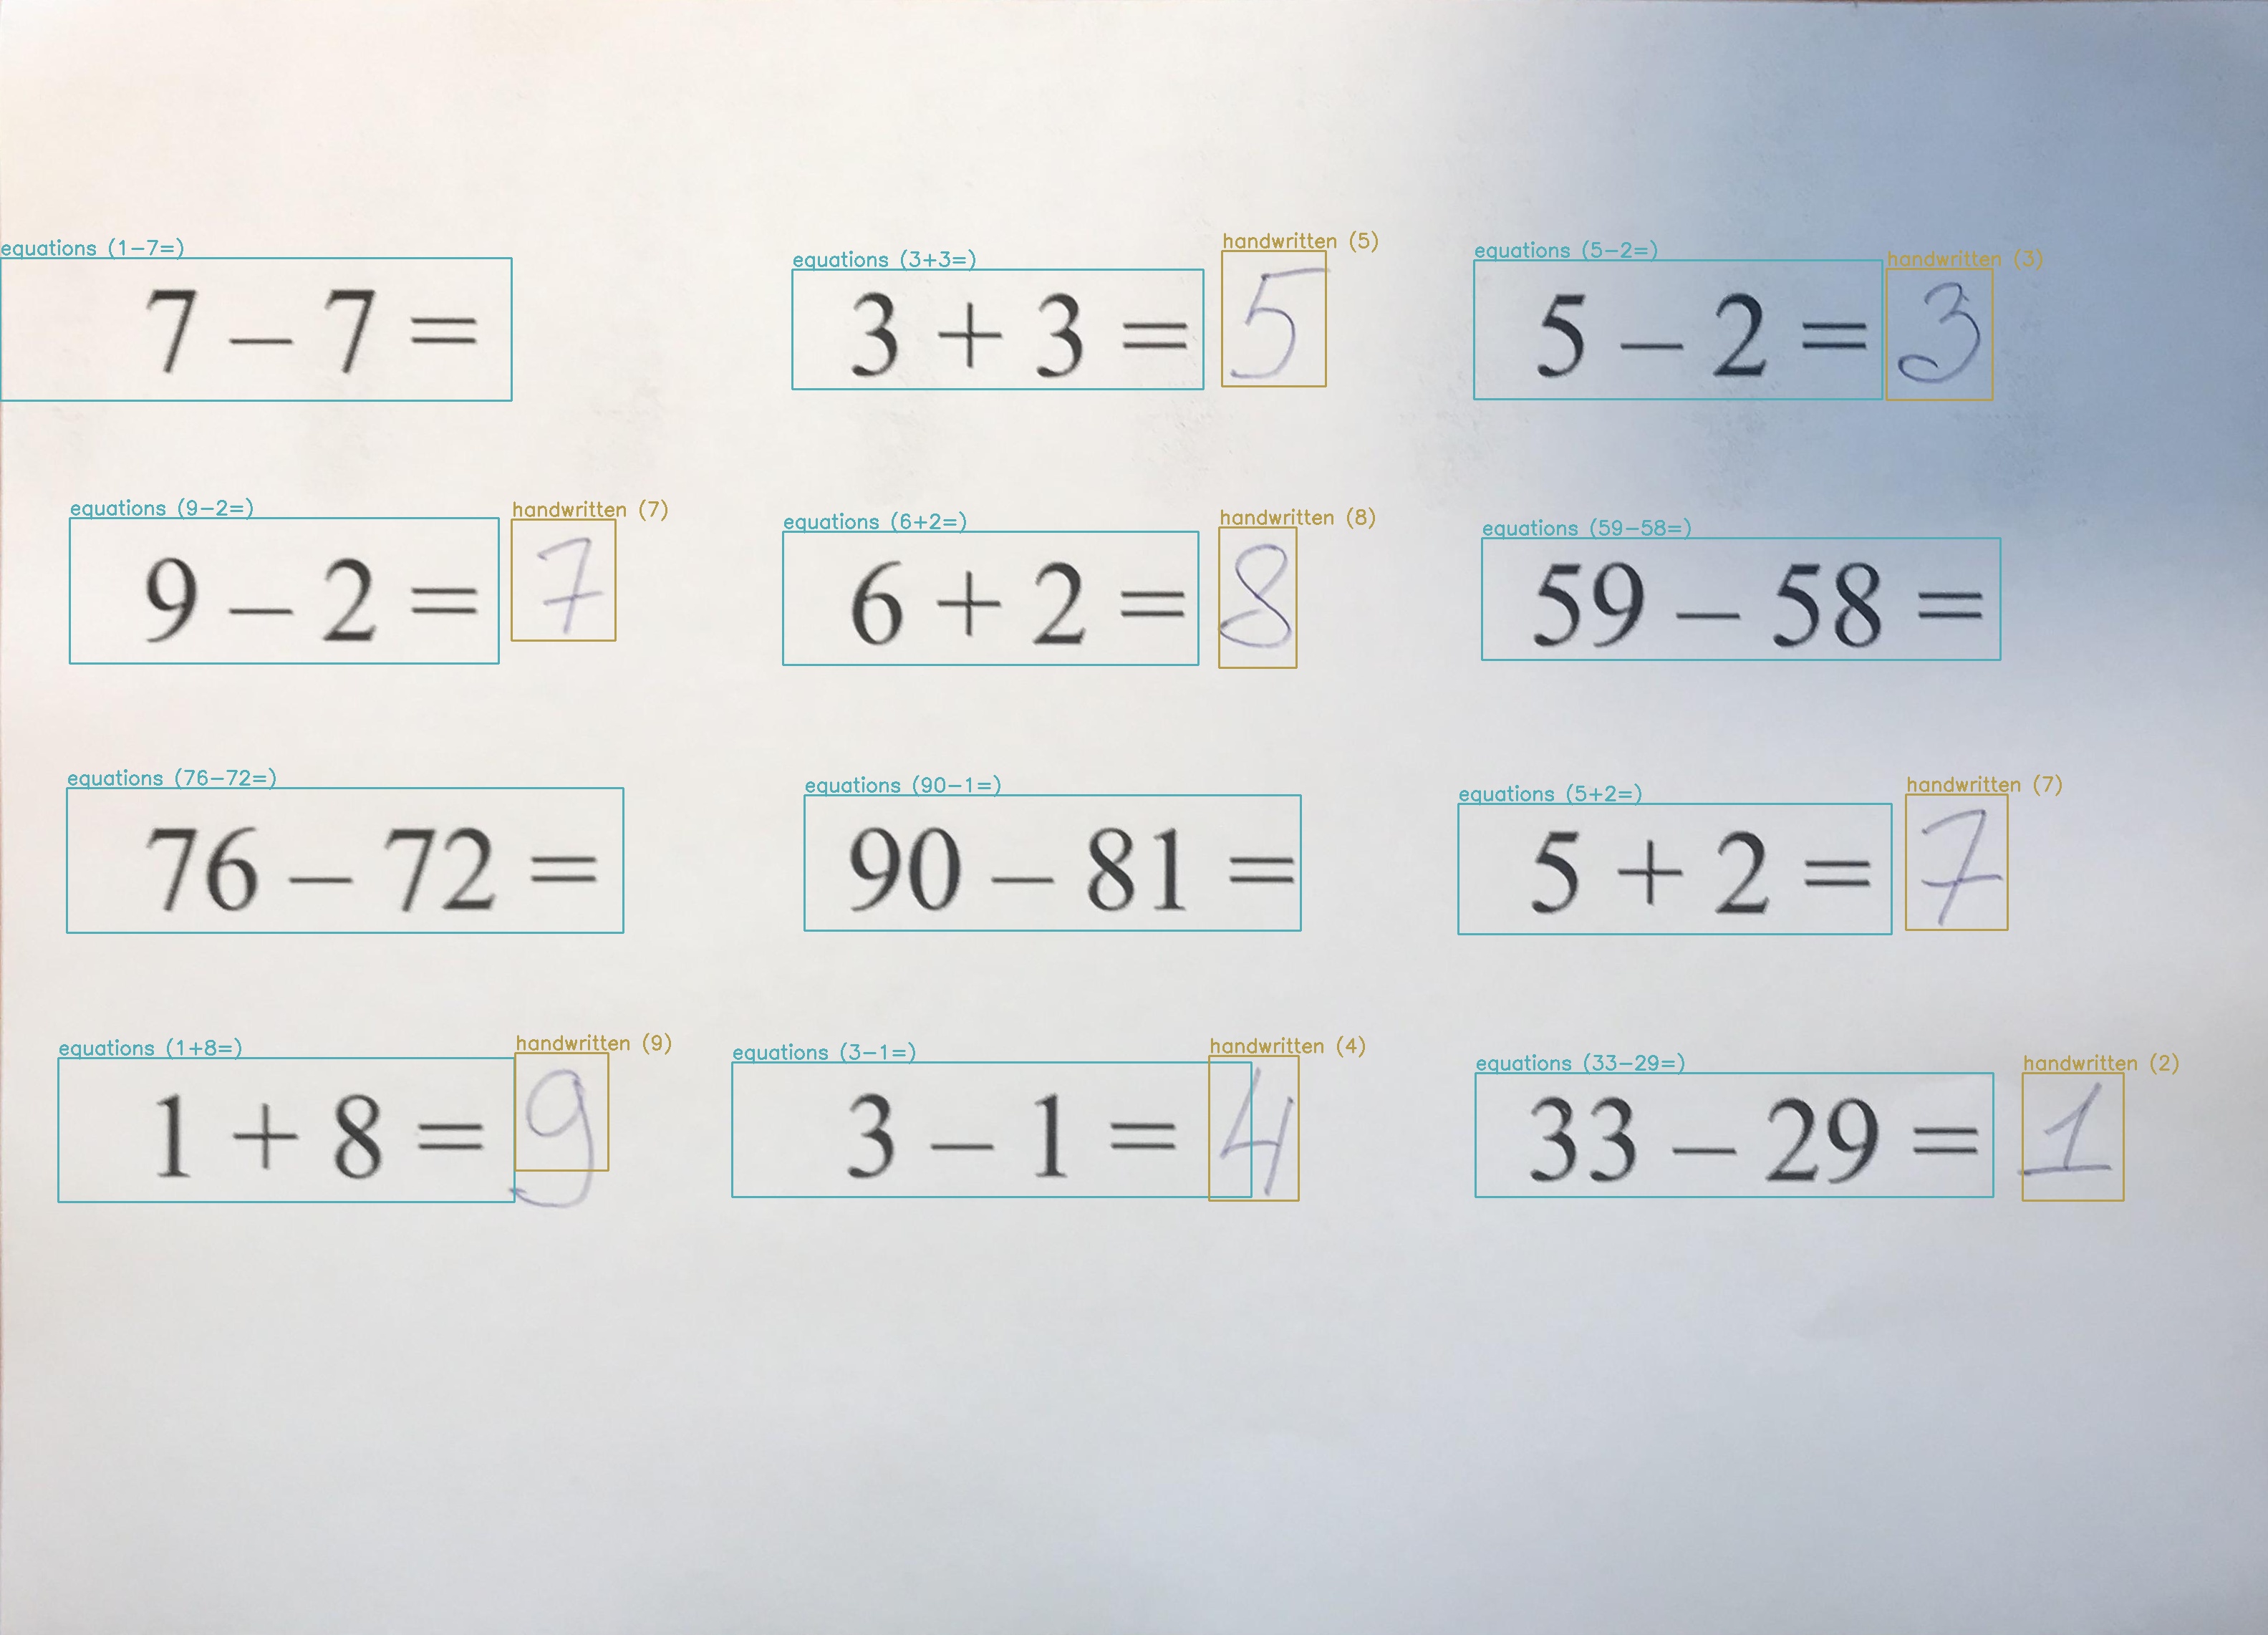 equations (1-7=) handwritten (5) equations (5-2=) handwritten (3)
equations (3+3=)
7 – 7 = 3 + 3 = 5 5 – 2 = 3
equations (9-2=) handwritten (7) equations (6+2=) handwritten (8) equations (59-58=)
9 – 2 = 7 6 + 2 = 8 59 – 58 =
equations (76-72=) equations (90-1=) equations (5+2=) handwritten (7)
76 – 72 = 90 – 81 = 5 + 2 = 7
equations (1+8=) handwritten (9) equations (3-1=) handwritten (4) equations (33-29=) handwritten (2)
1 + 8 = 9 3 – 1 = 4 33 – 29 = 1